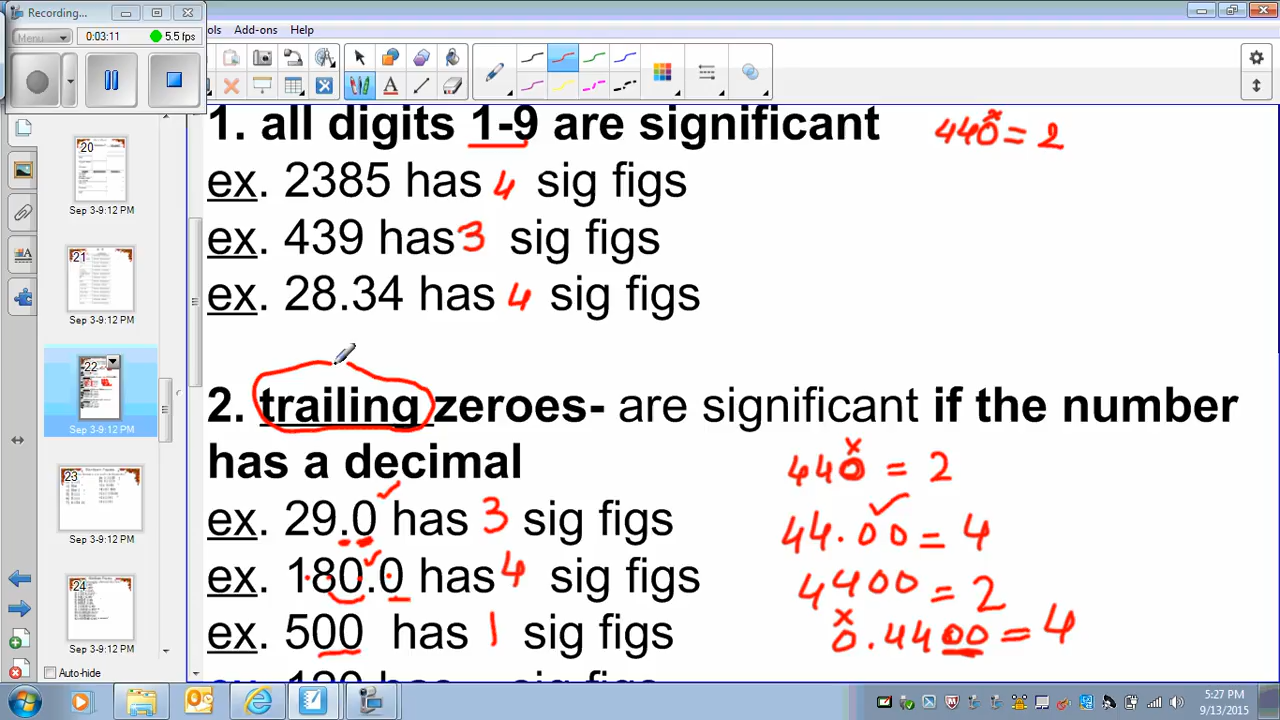 Recording...
Menu
0:03:11
5.5 fps
ols Add-ons Help
1. all digits 1-9 are significant
440 = 2
ex. 2385 has 4 sig figs
ex. 439 has 3 sig figs
ex. 28.34 has 4 sig figs
2. trailing zeroes- are significant if the number
has a decimal
440 = 2
ex. 29.0 has 3 sig figs
44.00 = 4
ex. 180.0 has 4 sig figs
4400 = 2
ex. 500 has 1 sig figs
0.4400 = 4
20
Sep 3-9:12 PM
21
Sep 3-9:12 PM
22
Sep 3-9:12 PM
23
Sep 3-9:12 PM
24
Sep 3-9:12 PM
Auto-hide
5:27 PM
9/13/2015